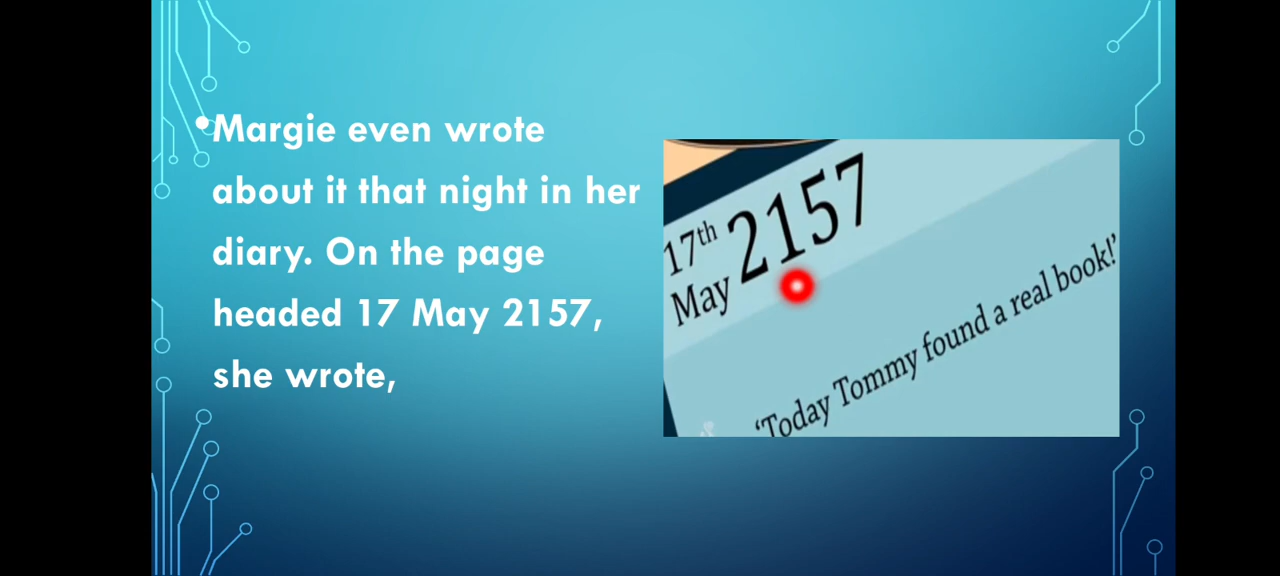 •Margie even wrote
about it that night in her
diary. On the page
headed 17 May 2157,
she wrote,
17th
May 2157
‘Today Tommy found a real book!’